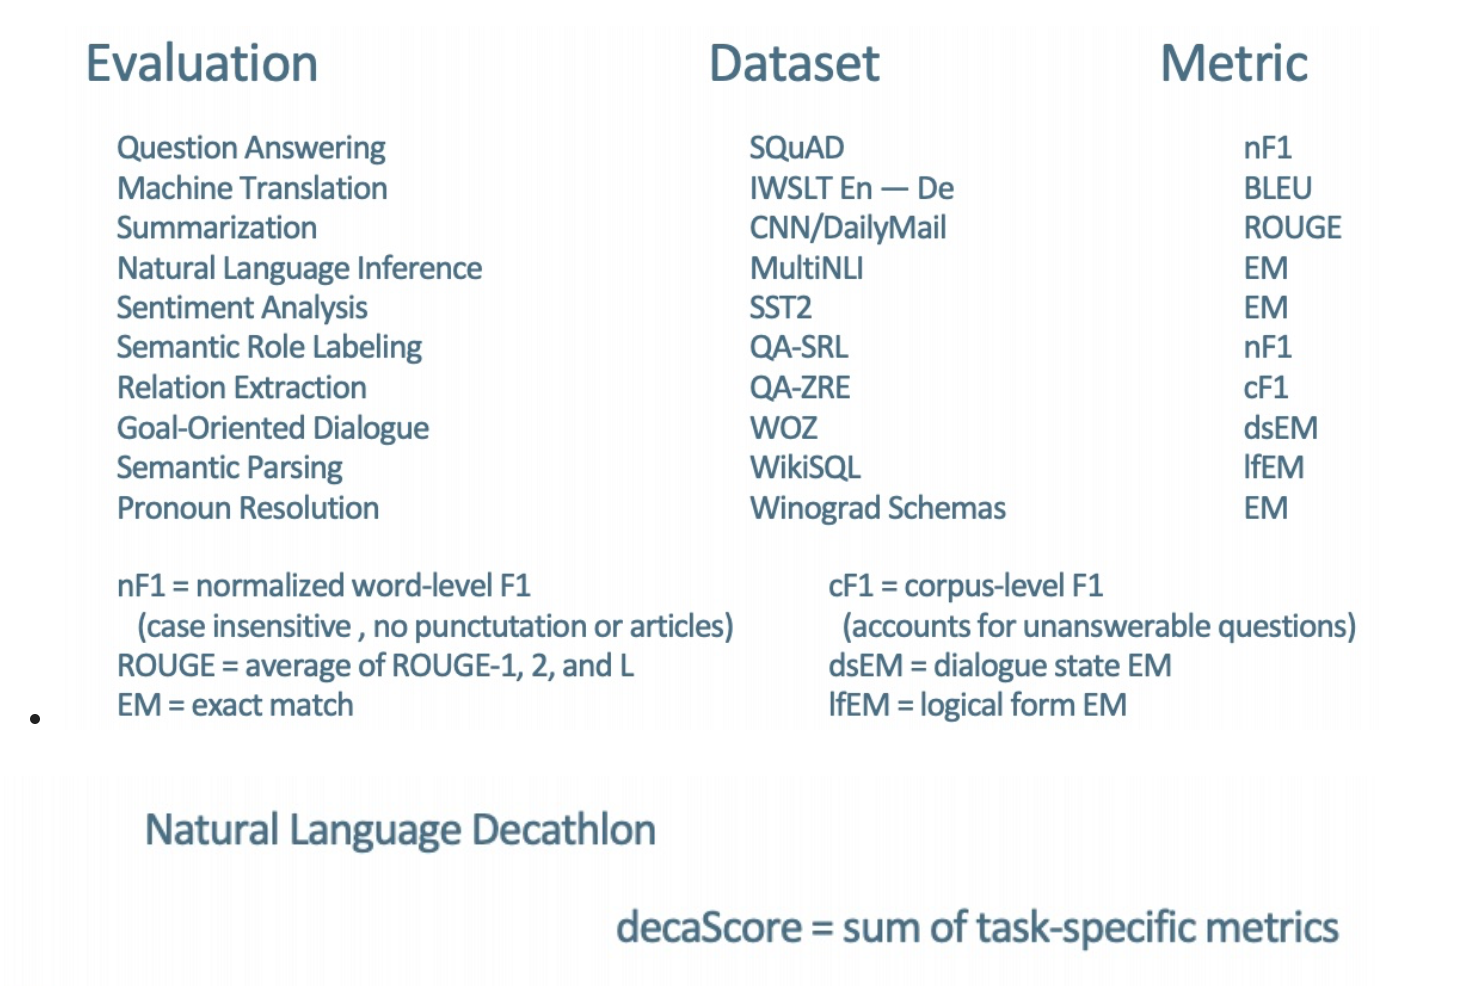 Evaluation Dataset Metric
Question Answering SQuAD nF1
Machine Translation IWSLT En — De BLEU
Summarization CNN/DailyMail ROUGE
Natural Language Inference MultiNLI EM
Sentiment Analysis SST2 EM
Semantic Role Labeling QA-SRL nF1
Relation Extraction QA-ZRE cF1
Goal-Oriented Dialogue WOZ dsEM
Semantic Parsing WikiSQL lfEM
Pronoun Resolution Winograd Schemas EM
nF1 = normalized word-level F1 cF1 = corpus-level F1
(case insensitive , no punctutation or articles) (accounts for unanswerable questions)
ROUGE = average of ROUGE-1, 2, and L dsEM = dialogue state EM
EM = exact match lfEM = logical form EM
Natural Language Decathlon
decaScore = sum of task-specific metrics